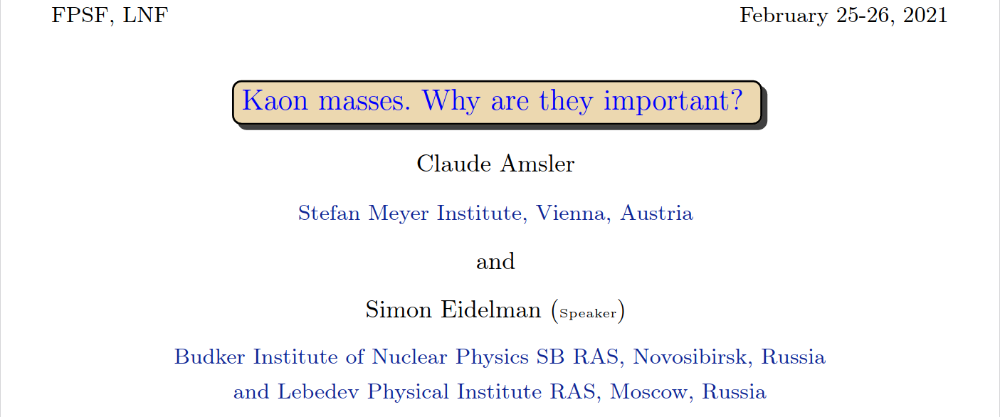 FPSF, LNF February 25-26, 2021
Kaon masses. Why are they important?
Claude Amsler
Stefan Meyer Institute, Vienna, Austria
and
Simon Eidelman (Speaker)
Budker Institute of Nuclear Physics SB RAS, Novosibirsk, Russia
and Lebedev Physical Institute RAS, Moscow, Russia